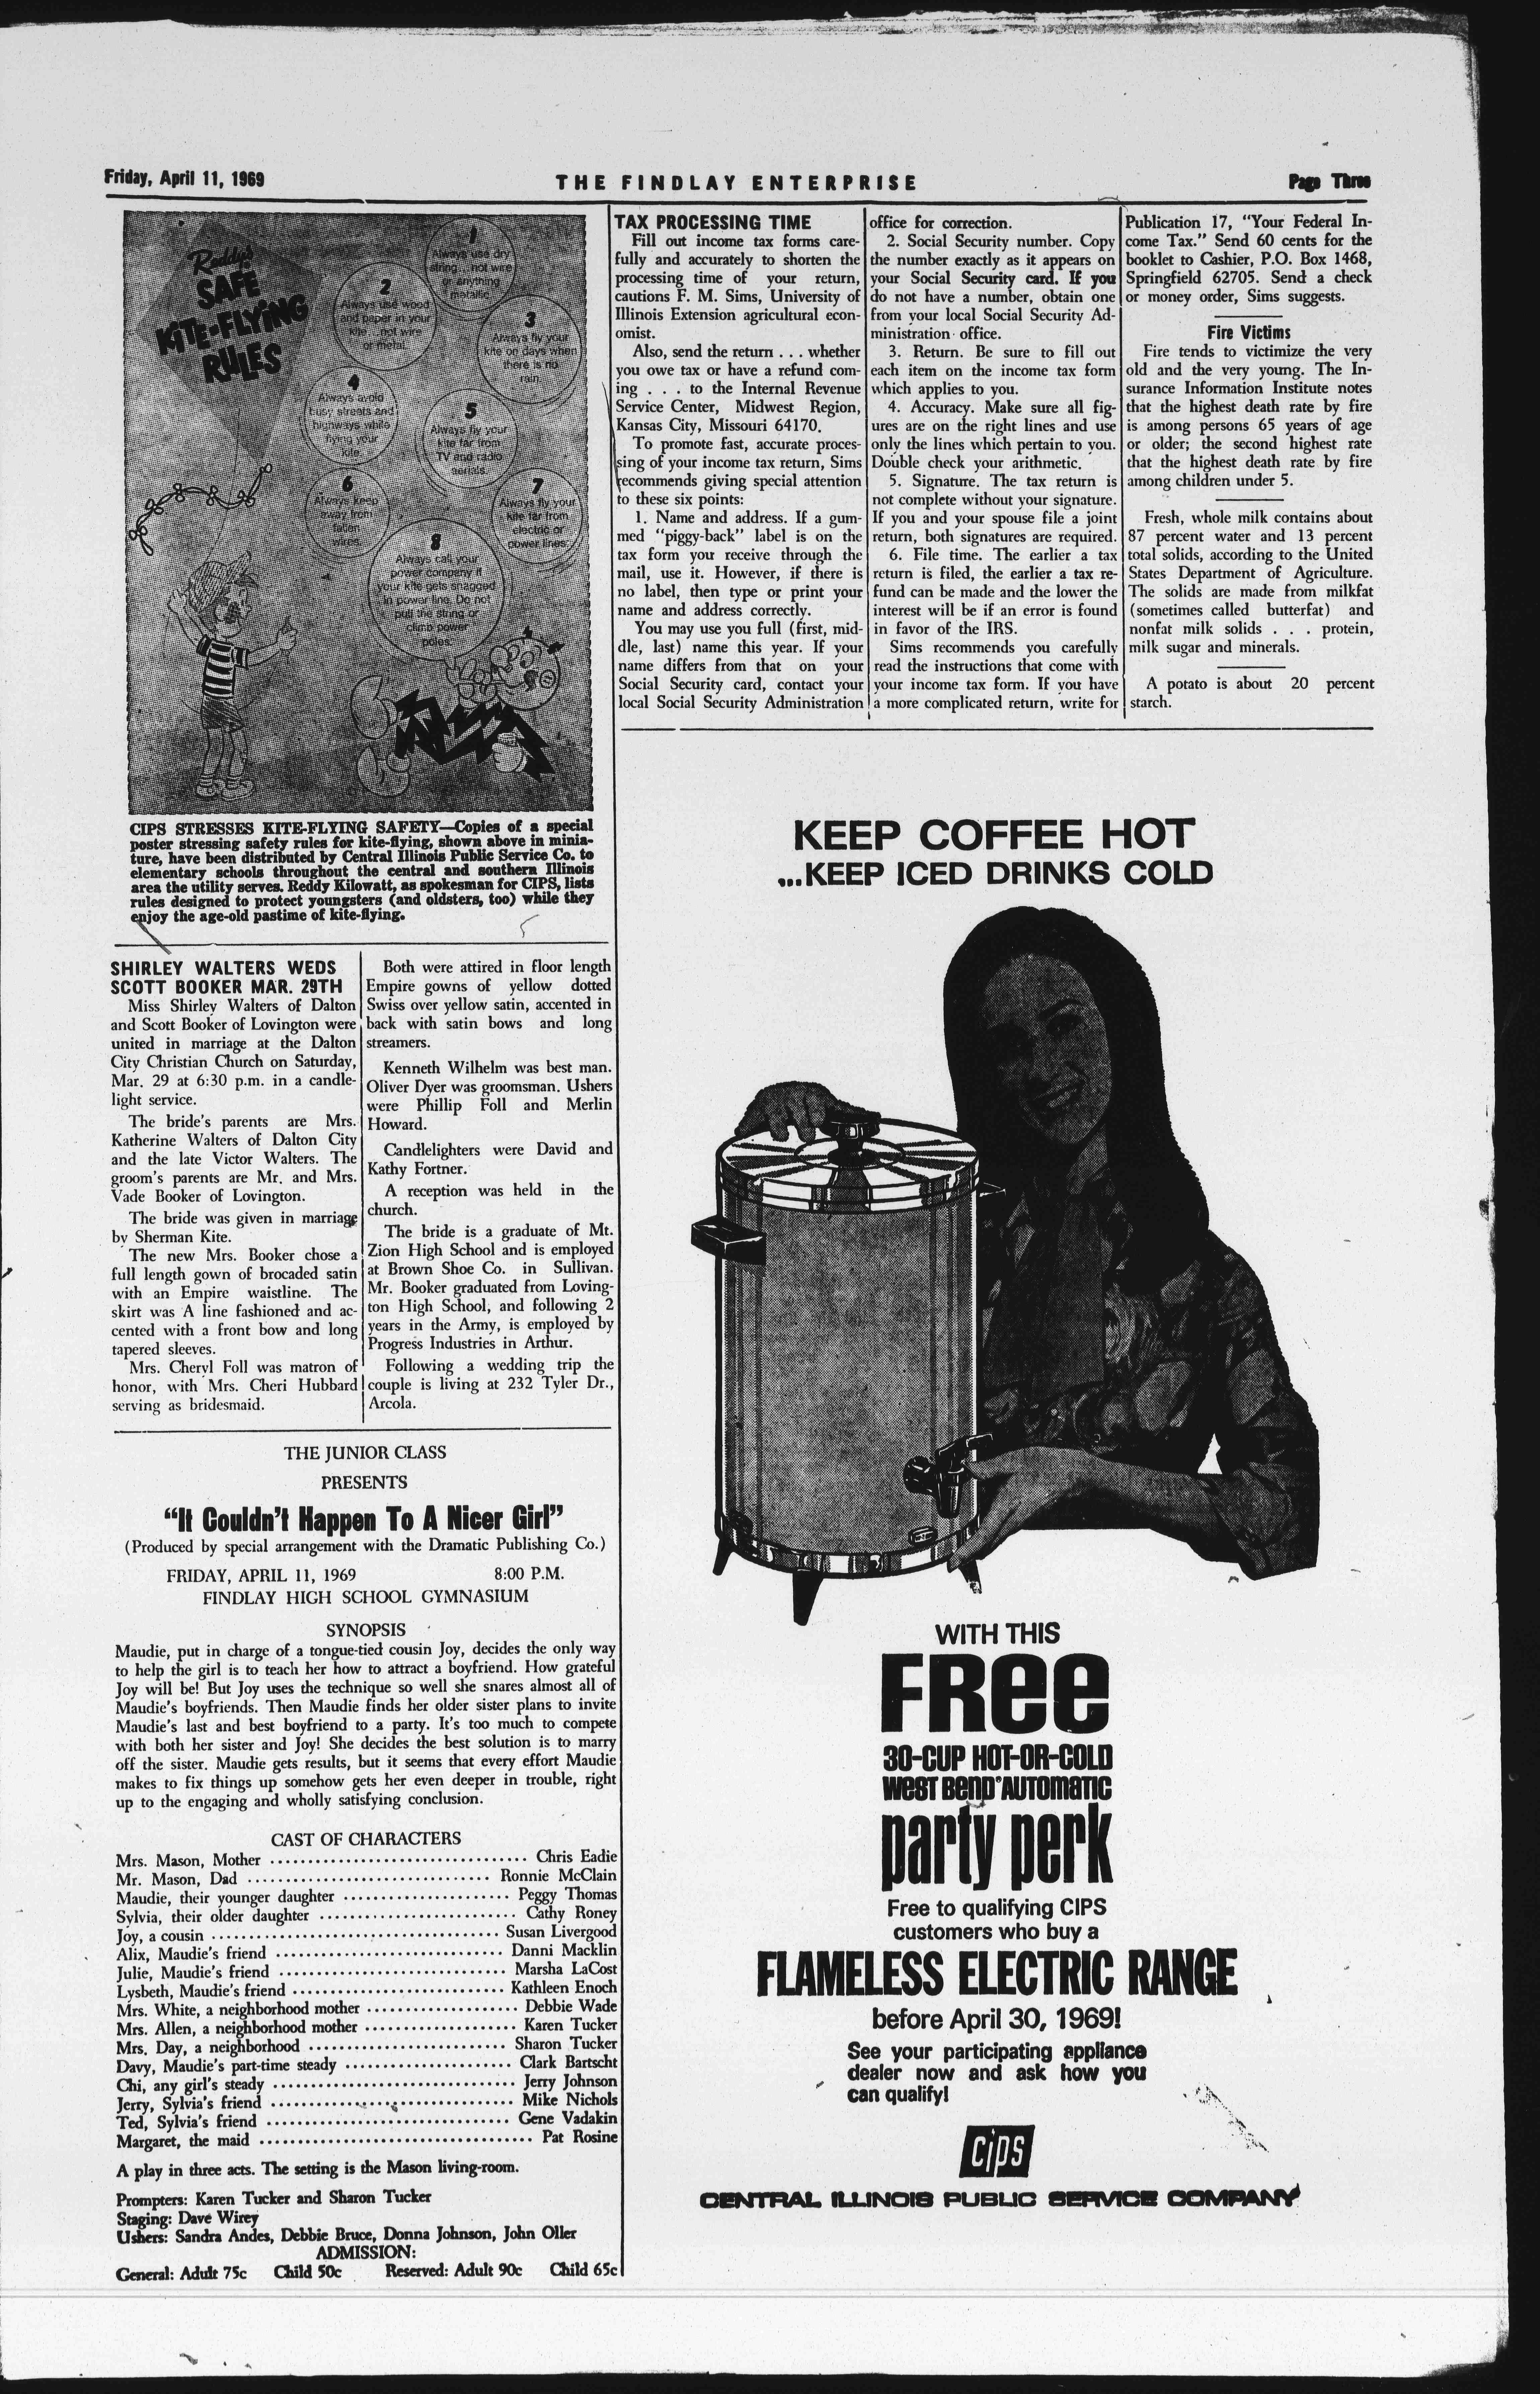 Friday, April 11, 1969
THE FINDLAY ENTERPRISE
Page Three
Reddy's
SAFE
KITE-FLYING
RULES
1
Always use dry
string... not wire
or anything
metallic.
2
Always use wood
and paper in your
kite... not wire
or metal.
3
Always fly your
kite on days when
there is no
rain.
4
Always avoid
busy streets and
highways while
flying your
kite.
5
Always fly your
kite far from
TV and radio
aerials.
6
Always keep
away from
fallen
wires.
7
Always fly your
kite far from
electric or
power lines.
8
Always call your
power company if
your kite gets snagged
in power line. Do not
pull the string or
climb power
poles.
CIPS STRESSES KITE-FLYING SAFETY—Copies of a special
poster stressing safety rules for kite-flying, shown above in minia-
ture, have been distributed by Central Illinois Public Service Co. to
elementary schools throughout the central and southern Illinois
area the utility serves. Reddy Kilowatt, as spokesman for CIPS, lists
rules designed to protect youngsters (and oldsters, too) while they
enjoy the age-old pastime of kite-flying.
SHIRLEY WALTERS WEDS
SCOTT BOOKER MAR. 29TH
Miss Shirley Walters of Dalton
and Scott Booker of Lovington were
united in marriage at the Dalton
City Christian Church on Saturday,
Mar. 29 at 6:30 p.m. in a candle-
light service.
The bride's parents are Mrs.
Katherine Walters of Dalton City
and the late Victor Walters. The
groom's parents are Mr. and Mrs.
Vade Booker of Lovington.
The bride was given in marriage
by Sherman Kite.
The new Mrs. Booker chose a
full length gown of brocaded satin
with an Empire waistline. The
skirt was A line fashioned and ac-
cented with a front bow and long
tapered sleeves.
Mrs. Cheryl Foll was matron of
honor, with Mrs. Cheri Hubbard
serving as bridesmaid.
Both were attired in floor length
Empire gowns of yellow dotted
Swiss over yellow satin, accented in
back with satin bows and long
streamers.
Kenneth Wilhelm was best man.
Oliver Dyer was groomsman. Ushers
were Phillip Foll and Merlin
Howard.
Candlelighters were David and
Kathy Fortner.
A reception was held in the
church.
The bride is a graduate of Mt.
Zion High School and is employed
at Brown Shoe Co. in Sullivan.
Mr. Booker graduated from Loving-
ton High School, and following 2
years in the Army, is employed by
Progress Industries in Arthur.
Following a wedding trip the
couple is living at 232 Tyler Dr.,
Arcola.
THE JUNIOR CLASS
PRESENTS
"It Couldn't Happen To A Nicer Girl"
(Produced by special arrangement with the Dramatic Publishing Co.)
FRIDAY, APRIL 11, 1969 8:00 P.M.
FINDLAY HIGH SCHOOL GYMNASIUM
SYNOPSIS
Maudie, put in charge of a tongue-tied cousin Joy, decides the only way
to help the girl is to teach her how to attract a boyfriend. How grateful
Joy will be! But Joy uses the technique so well she snares almost all of
Maudie's boyfriends. Then Maudie finds her older sister plans to invite
Maudie's last and best boyfriend to a party. It's too much to compete
with both her sister and Joy! She decides the best solution is to marry
off the sister. Maudie gets results, but it seems that every effort Maudie
makes to fix things up somehow gets her even deeper in trouble, right
up to the engaging and wholly satisfying conclusion.
CAST OF CHARACTERS
Mrs. Mason, Mother ........ Chris Eadie
Mr. Mason, Dad ........ Ronnie McClain
Maudie, their younger daughter ........ Peggy Thomas
Sylvia, their older daughter ........ Cathy Roney
Joy, a cousin ........ Susan Livergood
Alix, Maudie's friend ........ Danni Macklin
Julie, Maudie's friend ........ Marsha LaCost
Lysbeth, Maudie's friend ........ Kathleen Enoch
Mrs. White, a neighborhood mother ........ Debbie Wade
Mrs. Allen, a neighborhood mother ........ Karen Tucker
Mrs. Day, a neighborhood ........ Sharon Tucker
Davy, Maudie's part-time steady ........ Clark Bartscht
Chi, any girl's steady ........ Jerry Johnson
Jerry, Sylvia's friend ........ Mike Nichols
Ted, Sylvia's friend ........ Gene Vadakin
Margaret, the maid ........ Pat Rosine
A play in three acts. The setting is the Mason living-room.
Prompters: Karen Tucker and Sharon Tucker
Staging: Dave Wirey
Ushers: Sandra Andes, Debbie Bruce, Donna Johnson, John Oller
ADMISSION:
General: Adult 75c Child 50c Reserved: Adult 90c Child 65c
TAX PROCESSING TIME
Fill out income tax forms care-
fully and accurately to shorten the
processing time of your return,
cautions F. M. Sims, University of
Illinois Extension agricultural econ-
omist.
Also, send the return . . . whether
you owe tax or have a refund com-
ing . . . to the Internal Revenue
Service Center, Midwest Region,
Kansas City, Missouri 64170.
To promote fast, accurate proces-
sing of your income tax return, Sims
recommends giving special attention
to these six points:
1. Name and address. If a gum-
med "piggy-back" label is on the
tax form you receive through the
mail, use it. However, if there is
no label, then type or print your
name and address correctly.
You may use you full (first, mid-
dle, last) name this year. If your
name differs from that on your
Social Security card, contact your
local Social Security Administration
office for correction.
2. Social Security number. Copy
the number exactly as it appears on
your Social Security card. If you
do not have a number, obtain one
from your local Social Security Ad-
ministration office.
3. Return. Be sure to fill out
each item on the income tax form
which applies to you.
4. Accuracy. Make sure all fig-
ures are on the right lines and use
only the lines which pertain to you.
Double check your arithmetic.
5. Signature. The tax return is
not complete without your signature.
If you and your spouse file a joint
return, both signatures are required.
6. File time. The earlier a tax
return is filed, the earlier a tax re-
fund can be made and the lower the
interest will be if an error is found
in favor of the IRS.
Sims recommends you carefully
read the instructions that come with
your income tax form. If you have
a more complicated return, write for
Publication 17, "Your Federal In-
come Tax." Send 60 cents for the
booklet to Cashier, P.O. Box 1468,
Springfield 62705. Send a check
or money order, Sims suggests.
Fire Victims
Fire tends to victimize the very
old and the very young. The In-
surance Information Institute notes
that the highest death rate by fire
is among persons 65 years of age
or older; the second highest rate
that the highest death rate by fire
among children under 5.
Fresh, whole milk contains about
87 percent water and 13 percent
total solids, according to the United
States Department of Agriculture.
The solids are made from milkfat
(sometimes called butterfat) and
nonfat milk solids . . . protein,
milk sugar and minerals.
A potato is about 20 percent
starch.
KEEP COFFEE HOT
...KEEP ICED DRINKS COLD
WITH THIS
FREE
30-CUP HOT-OR-COLD
WEST BEND® AUTOMATIC
party perk
Free to qualifying CIPS
customers who buy a
FLAMELESS ELECTRIC RANGE
before April 30, 1969!
See your participating appliance
dealer now and ask how you
can qualify!
cips
CENTRAL ILLINOIS PUBLIC SERVICE COMPANY